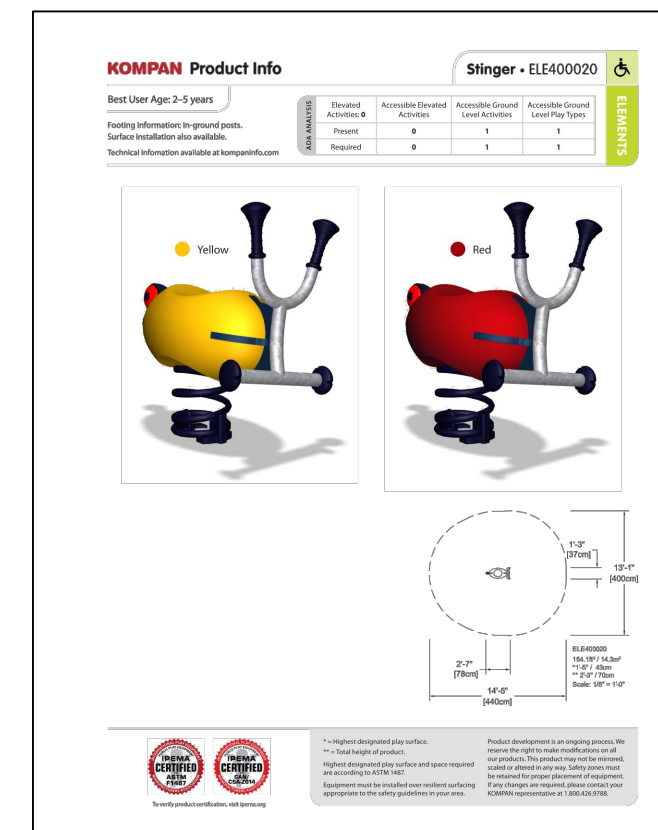 KOMPAN Product Info
Stinger • ELE400020
Best User Age: 2–5 years
Footing Information: In-ground posts.
Surface installation also available.
Technical infomation available at kompaninfo.com
ADA ANALYSIS
Elevated Activities: 0
Accessible Elevated Activities
Accessible Ground Level Activities
Accessible Ground Level Play Types
Present 0 1 1
Required 0 1 1
ELEMENTS
Yellow
Red
1'-3"
[37cm]
13'-1"
[400cm]
2'-7"
[78cm]
14'-5"
[440cm]
ELE400020
154.1ft² / 14.3m²
*1'-5" / 43cm
** 2'-3" / 70cm
Scale: 1/8" = 1'-0"
IPEMA
CERTIFIED
ASTM
F1487
IPEMA
CERTIFIED
CAN/
CSA-Z614
To verify product certification, visit ipema.org
* = Highest designated play surface.
** = Total height of product.
Highest designated play surface and space required
are according to ASTM 1487.
Equipment must be installed over resilient surfacing
appropriate to the safety guidelines in your area.
Product development is an ongoing process. We
reserve the right to make modifications on all
our products. This product may not be mirrored,
scaled or altered in any way. Safety zones must
be retained for proper placement of equipment.
If any changes are required, please contact your
KOMPAN representative at 1.800.426.9788.